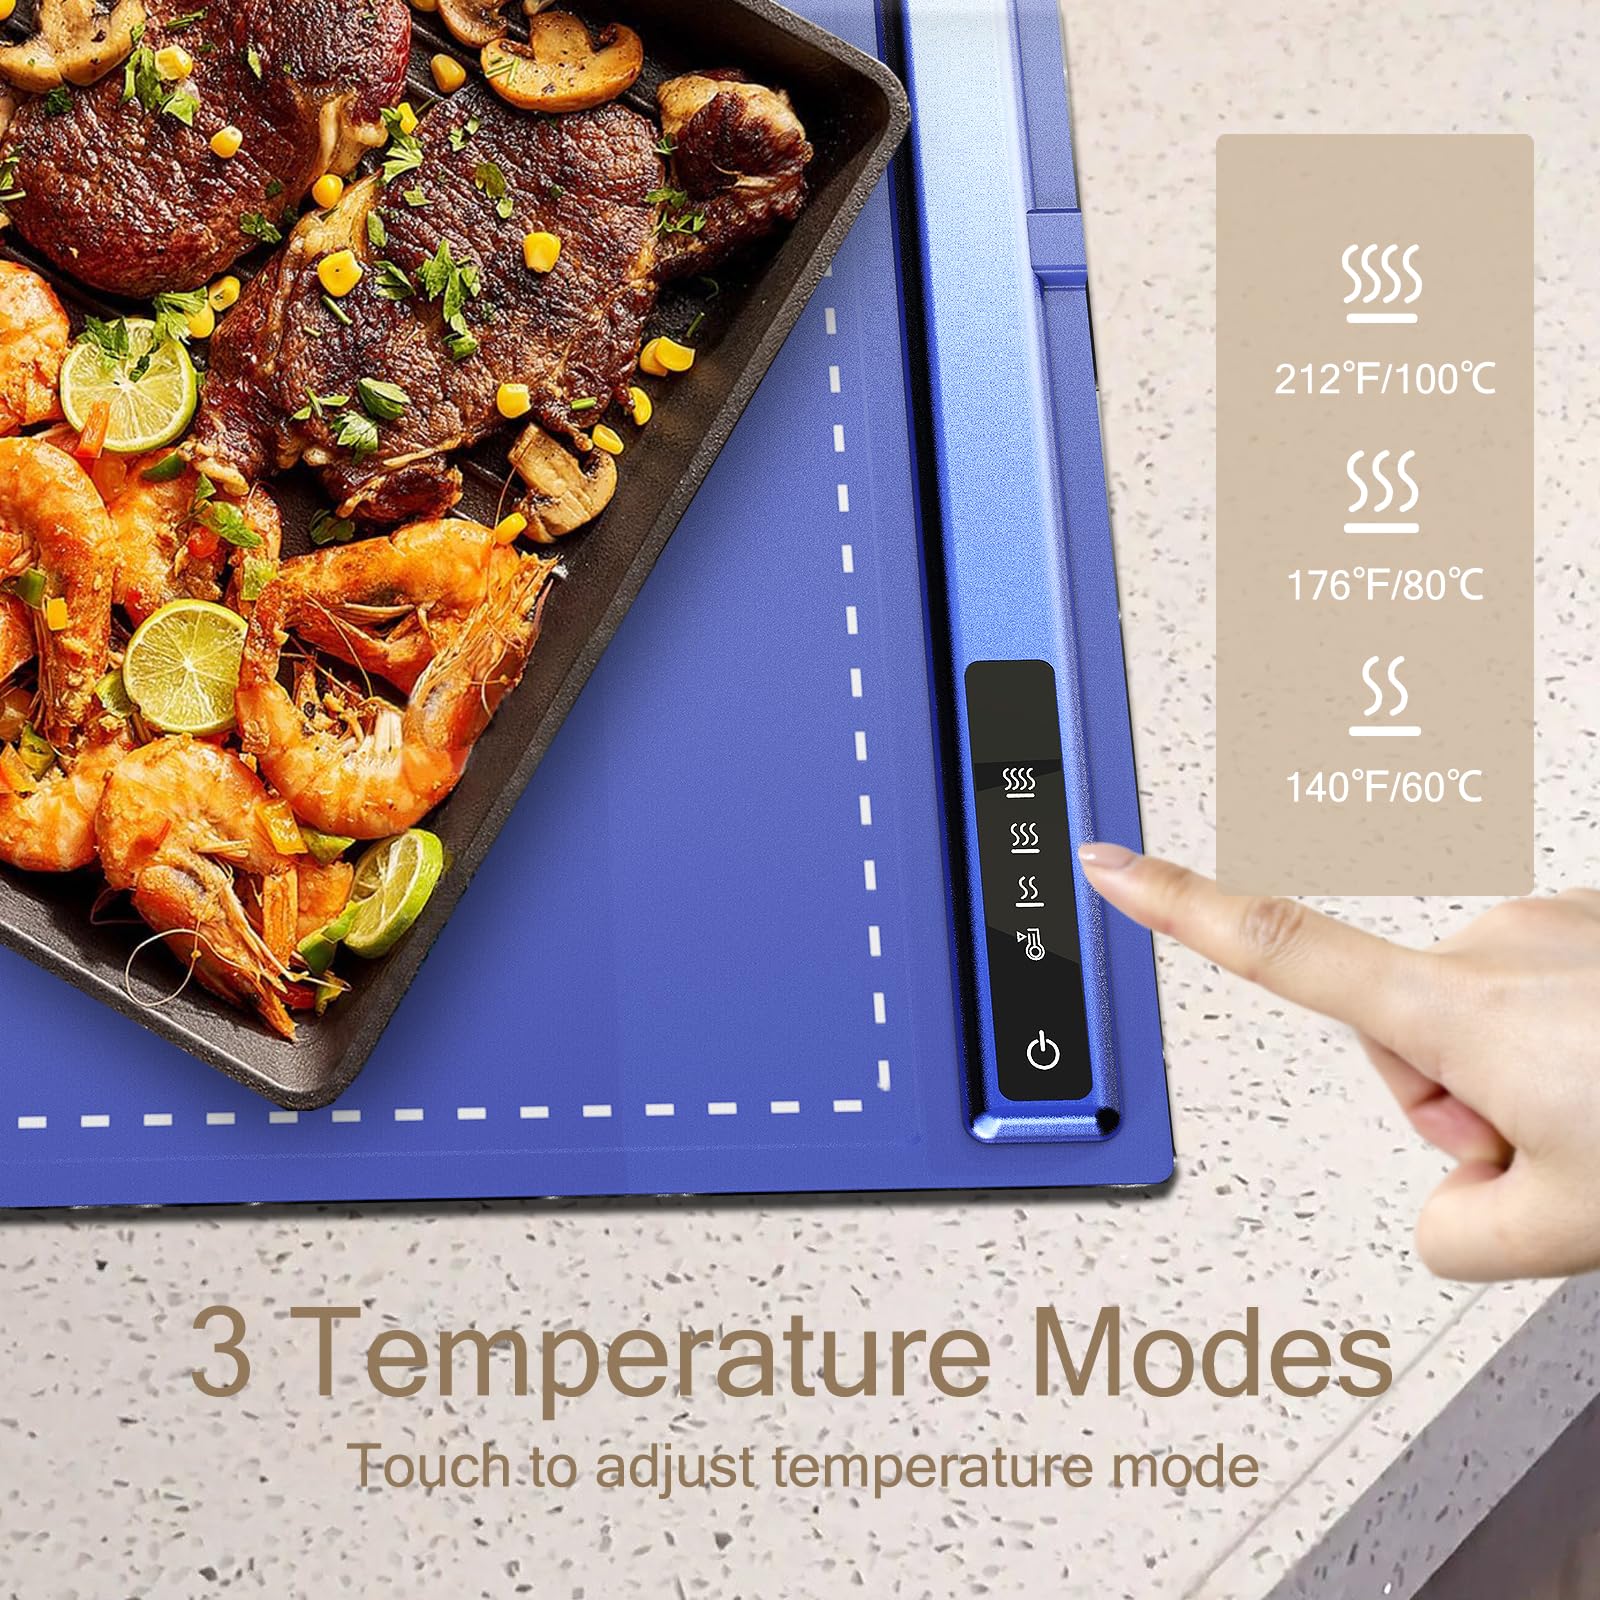 212°F/100℃
176°F/80℃
140°F/60℃
3 Temperature Modes
Touch to adjust temperature mode